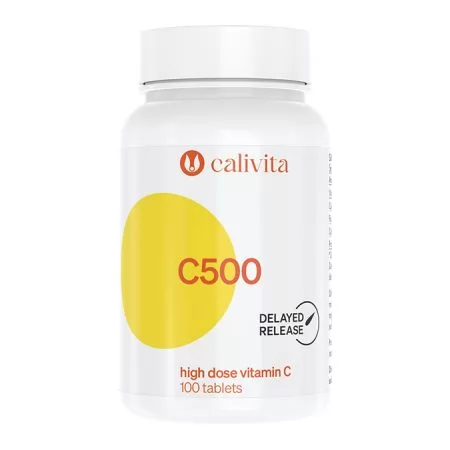 calivita
C500
DELAYED
RELEASE
high dose vitamin C
100 tablets